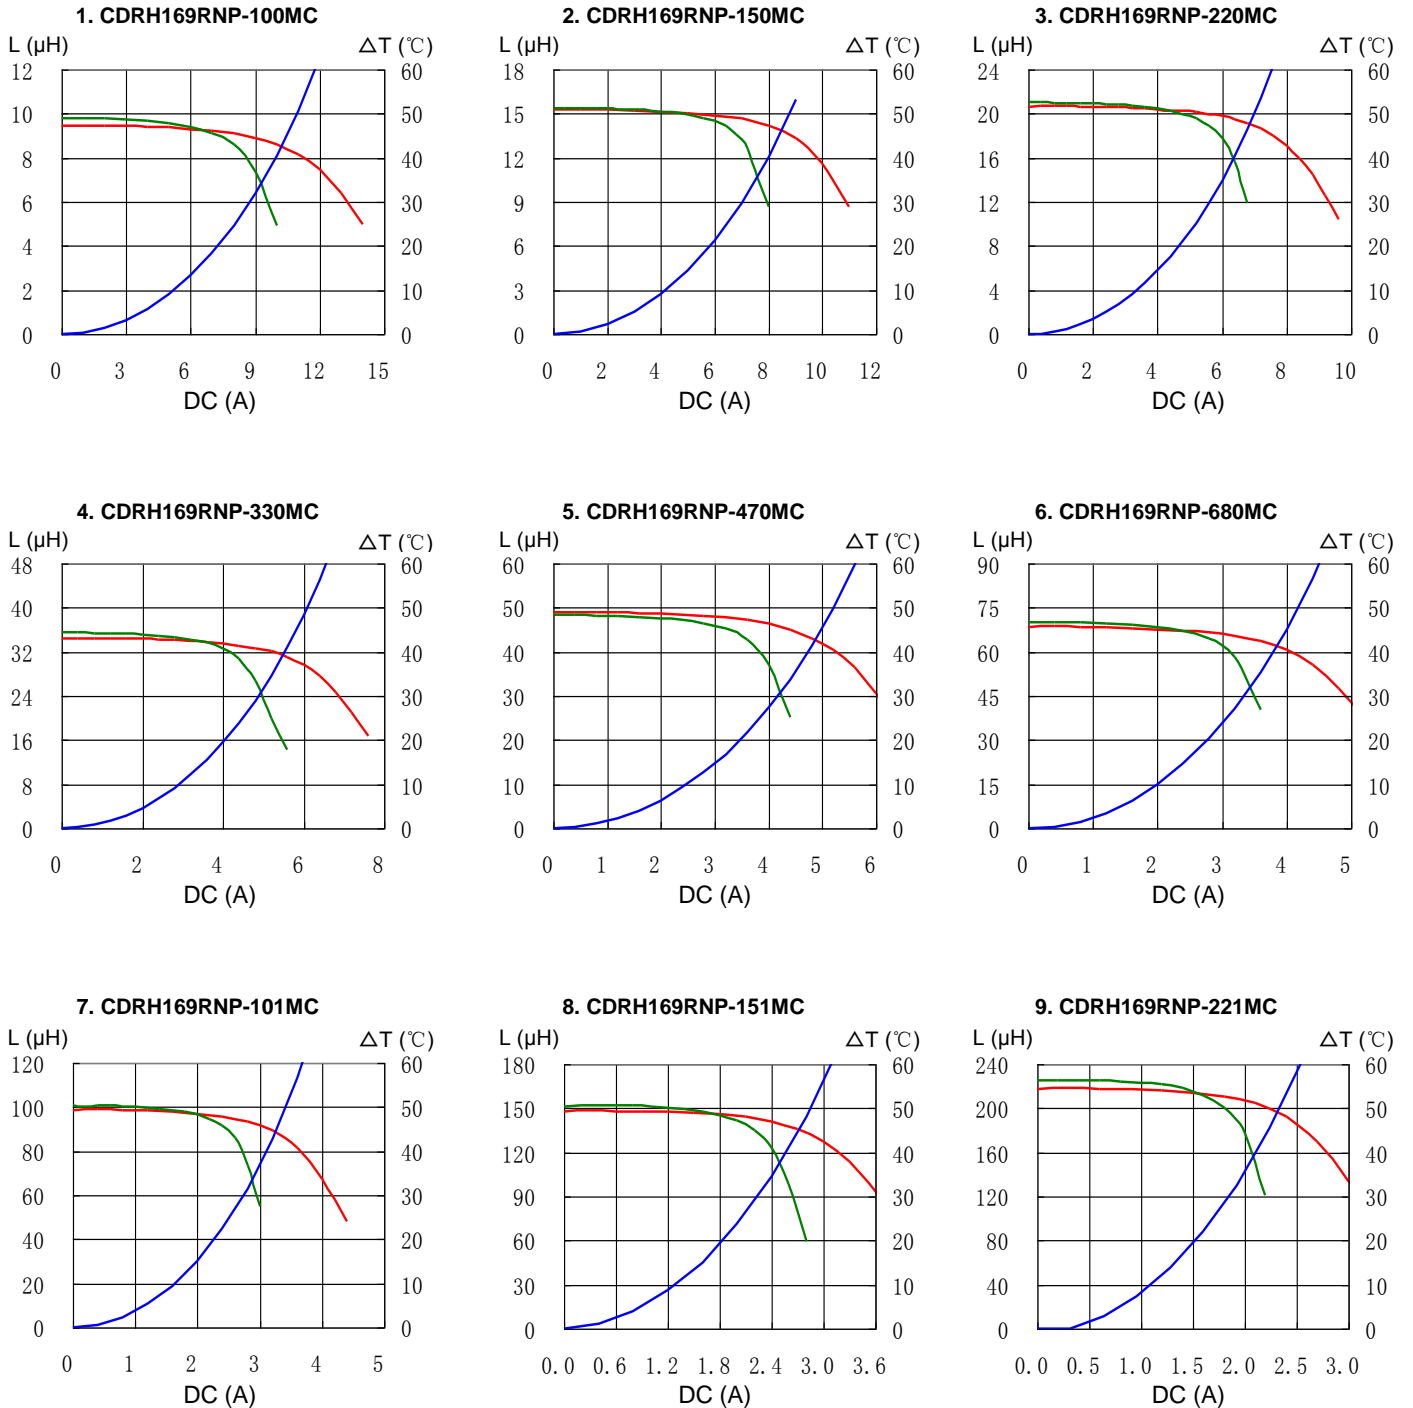 1. CDRH169RNP-100MC
L (μH) △T (℃)
12 60
10 50
8 40
6 30
4 20
2 10
0 0
0 3 6 9 12 15
DC (A)
2. CDRH169RNP-150MC
L (μH) △T (℃)
18 60
15 50
12 40
9 30
6 20
3 10
0 0
0 2 4 6 8 10 12
DC (A)
3. CDRH169RNP-220MC
L (μH) △T (℃)
24 60
20 50
16 40
12 30
8 20
4 10
0 0
0 2 4 6 8 10
DC (A)
4. CDRH169RNP-330MC
L (μH) △T (℃)
48 60
40 50
32 40
24 30
16 20
8 10
0 0
0 2 4 6 8
DC (A)
5. CDRH169RNP-470MC
L (μH) △T (℃)
60 60
50 50
40 40
30 30
20 20
10 10
0 0
0 1 2 3 4 5 6
DC (A)
6. CDRH169RNP-680MC
L (μH) △T (℃)
90 60
75 50
60 40
45 30
30 20
15 10
0 0
0 1 2 3 4 5
DC (A)
7. CDRH169RNP-101MC
L (μH) △T (℃)
120 60
100 50
80 40
60 30
40 20
20 10
0 0
0 1 2 3 4 5
DC (A)
8. CDRH169RNP-151MC
L (μH) △T (℃)
180 60
150 50
120 40
90 30
60 20
30 10
0 0
0.0 0.6 1.2 1.8 2.4 3.0 3.6
DC (A)
9. CDRH169RNP-221MC
L (μH) △T (℃)
240 60
200 50
160 40
120 30
80 20
40 10
0 0
0.0 0.5 1.0 1.5 2.0 2.5 3.0
DC (A)